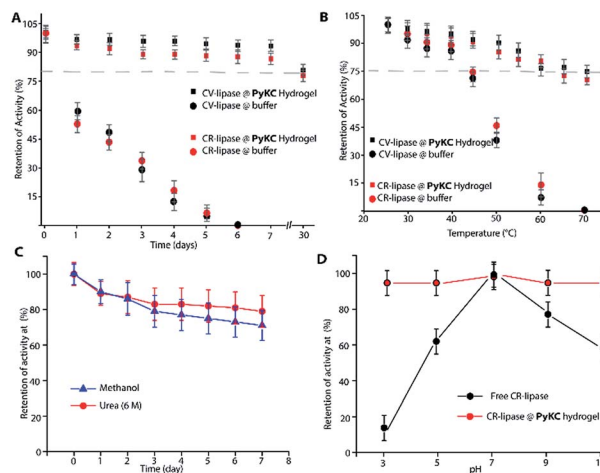 A
Retention of Activity (%)
105
90
75
60
45
30
15
0 1 2 3 4 5 6 7 30
Time (days)
CV-lipase @ PyKC Hydrogel
CV-lipase @ buffer
CR-lipase @ PyKC Hydrogel
CR-lipase @ buffer
B
Retention of Activity (%)
105
90
75
60
45
30
15
20 30 40 50 60 70
Temperature (°C)
CV-lipase @ PyKC Hydrogel
CV-lipase @ buffer
CR-lipase @ PyKC Hydrogel
CR-lipase @ buffer
C
Retention of activity at (%)
100
80
60
40
20
0
0 1 2 3 4 5 6 7 8
Time (day)
Methanol
Urea (6 M)
D
Retention of activity at (%)
100
80
60
40
20
0
3 5 7 9 1
pH
Free CR-lipase
CR-lipase @ PyKC hydrogel